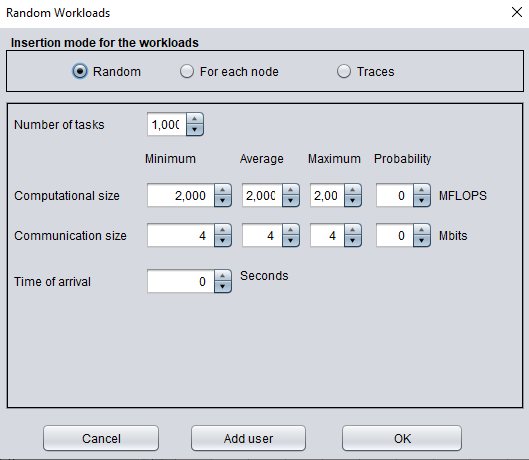 Random Workloads
Insertion mode for the workloads
Random For each node Traces
Number of tasks 1,000
Minimum Average Maximum Probability
Computational size 2,000 2,000 2,00 0 MFLOPS
Communication size 4 4 4 0 Mbits
Time of arrival 0 Seconds
Cancel Add user OK